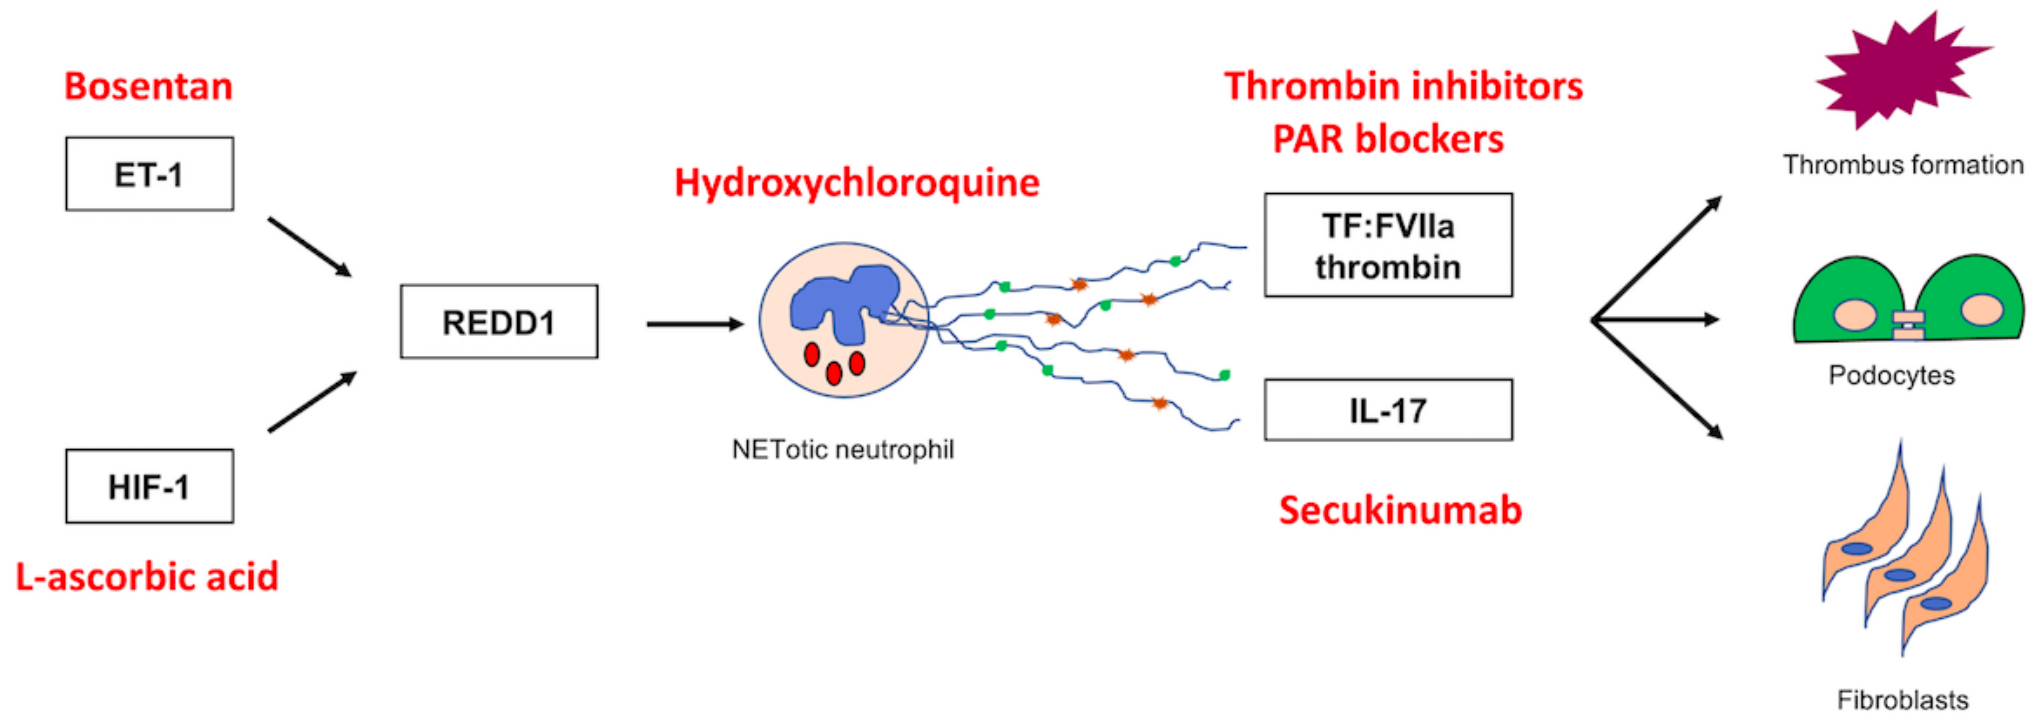 Bosentan
ET-1
HIF-1
L-ascorbic acid
REDD1
Hydroxychloroquine
NETotic neutrophil
Thrombin inhibitors
PAR blockers
TF:FVIIa
thrombin
IL-17
Secukinumab
Thrombus formation
Podocytes
Fibroblasts